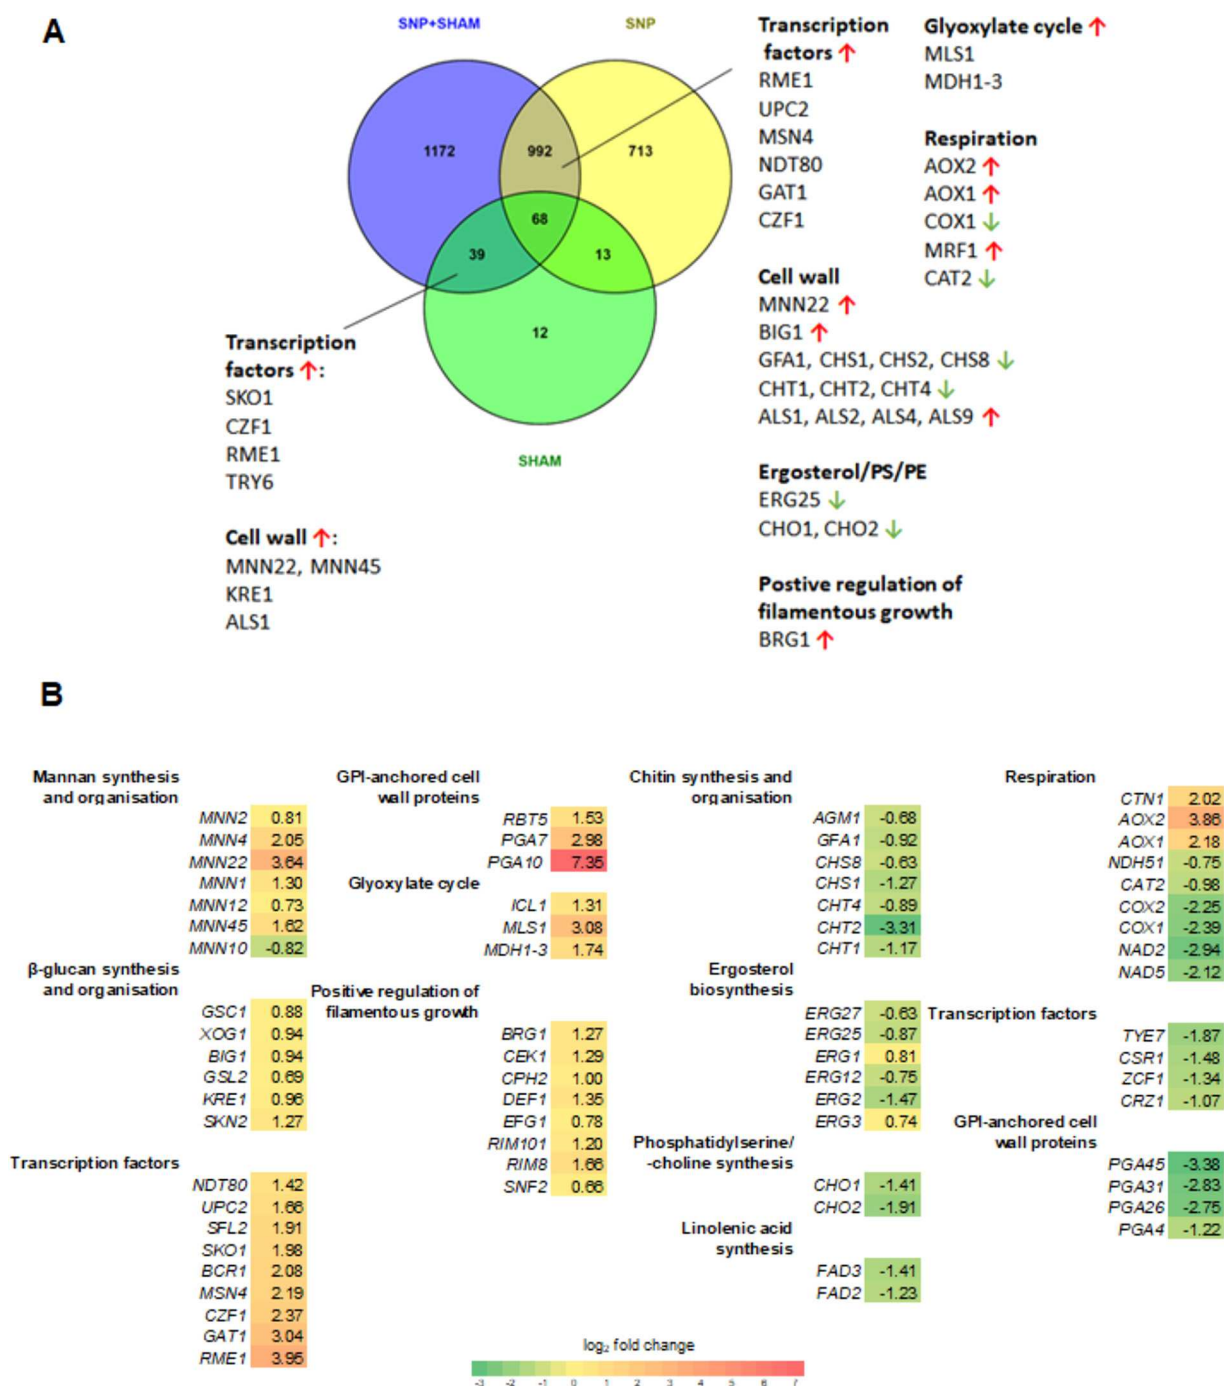 A
SNP+SHAM
SNP
1172
992
713
68
39
13
12
SHAM
Transcription
factors ↑:
SKO1
CZF1
RME1
TRY6
Cell wall ↑:
MNN22, MNN45
KRE1
ALS1
Transcription
factors ↑
RME1
UPC2
MSN4
NDT80
GAT1
CZF1
Cell wall
MNN22 ↑
BIG1 ↑
GFA1, CHS1, CHS2, CHS8 ↓
CHT1, CHT2, CHT4 ↓
ALS1, ALS2, ALS4, ALS9 ↑
Ergosterol/PS/PE
ERG25 ↓
CHO1, CHO2 ↓
Postive regulation of
filamentous growth
BRG1 ↑
Glyoxylate cycle ↑
MLS1
MDH1-3
Respiration
AOX2 ↑
AOX1 ↑
COX1 ↓
MRF1 ↑
CAT2 ↓
B
Mannan synthesis
and organisation
MNN2 0.81
MNN4 2.05
MNN22 3.64
MNN1 1.30
MNN12 0.73
MNN45 1.62
MNN10 -0.82
β-glucan synthesis
and organisation
GSC1 0.88
XOG1 0.94
BIG1 0.94
GSL2 0.69
KRE1 0.96
SKN2 1.27
Transcription factors
NDT80 1.42
UPC2 1.66
SFL2 1.91
SKO1 1.98
BCR1 2.08
MSN4 2.19
CZF1 2.37
GAT1 3.04
RME1 3.95
GPI-anchored cell
wall proteins
RBT5 1.53
PGA7 2.98
PGA10 7.35
Glyoxylate cycle
ICL1 1.31
MLS1 3.08
MDH1-3 1.74
Positive regulation of
filamentous growth
BRG1 1.27
CEK1 1.29
CPH2 1.00
DEF1 1.35
EFG1 0.78
RIM101 1.20
RIM8 1.66
SNF2 0.66
Chitin synthesis and
organisation
AGM1 -0.68
GFA1 -0.92
CHS8 -0.63
CHS1 -1.27
CHT4 -0.89
CHT2 -3.31
CHT1 -1.17
Ergosterol
biosynthesis
ERG27 -0.63
ERG25 -0.87
ERG1 0.81
ERG12 -0.75
ERG2 -1.47
ERG3 0.74
Phosphatidylserine/
-choline synthesis
CHO1 -1.41
CHO2 -1.91
Linolenic acid
synthesis
FAD3 -1.41
FAD2 -1.23
Respiration
CTN1 2.02
AOX2 3.86
AOX1 2.18
NDH51 -0.75
CAT2 -0.98
COX2 -2.25
COX1 -2.39
NAD2 -2.94
NAD5 -2.12
Transcription factors
TYE7 -1.87
CSR1 -1.48
ZCF1 -1.34
CRZ1 -1.07
GPI-anchored cell
wall proteins
PGA45 -3.38
PGA31 -2.83
PGA26 -2.75
PGA4 -1.22
log₂ fold change
-3 -2 -1 0 1 2 3 4 5 6 7